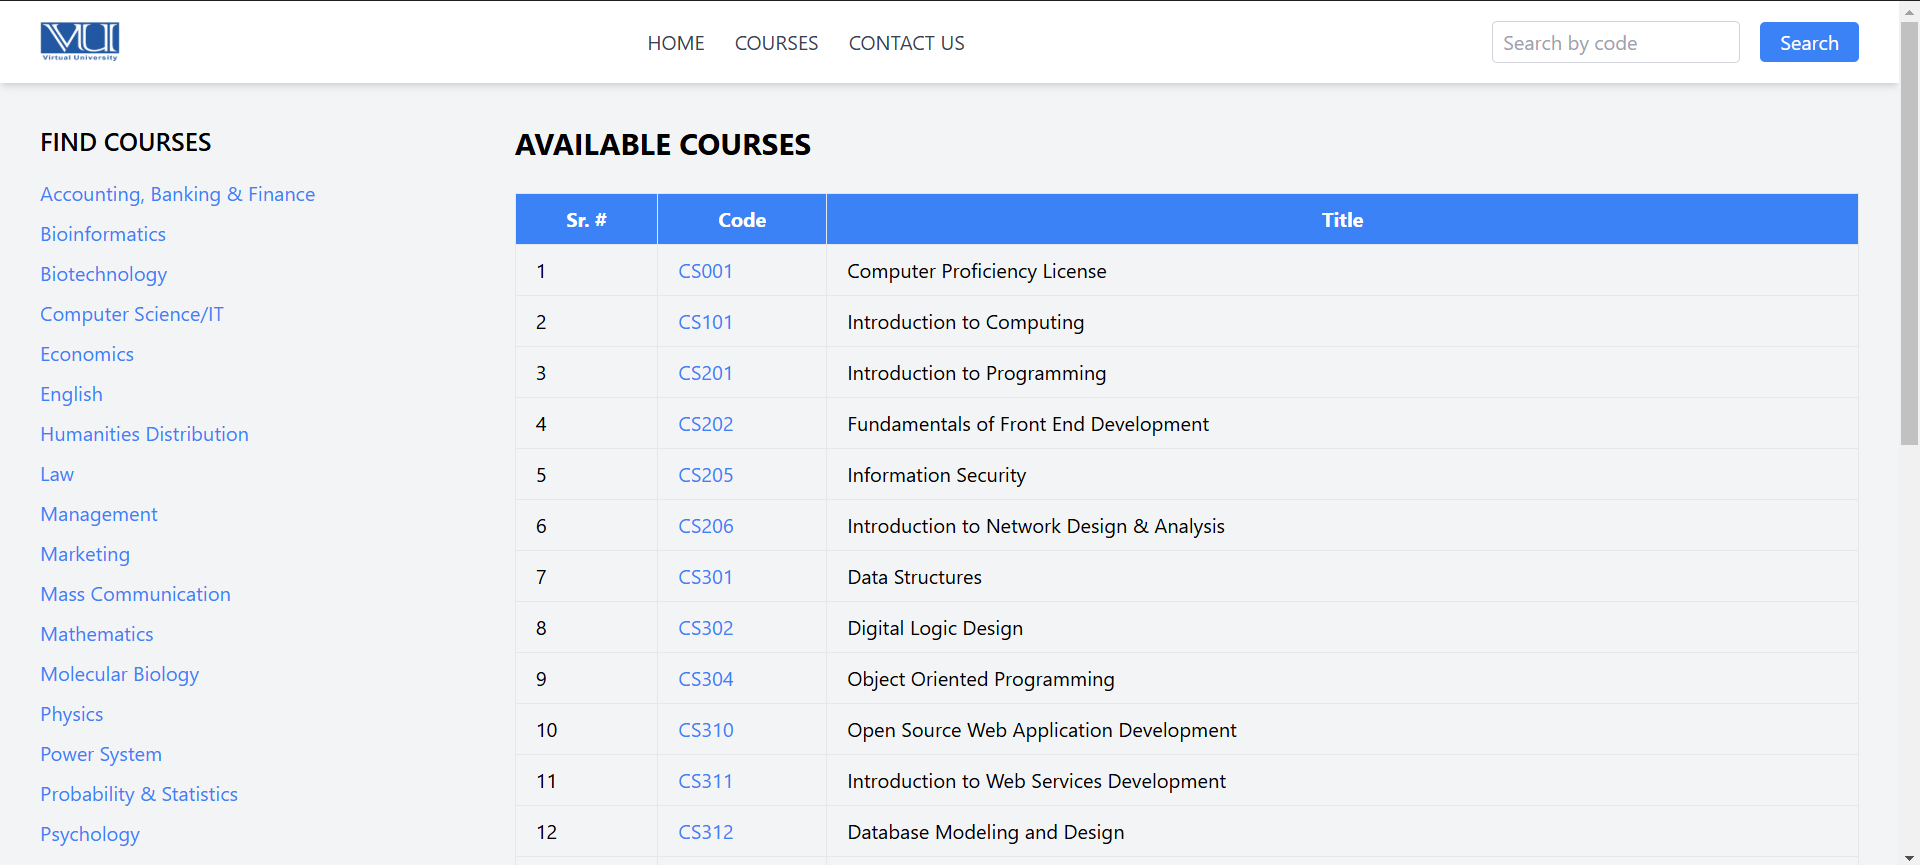 VUI
Virtual University
HOME COURSES CONTACT US
Search by code
Search
FIND COURSES
Accounting, Banking & Finance
Bioinformatics
Biotechnology
Computer Science/IT
Economics
English
Humanities Distribution
Law
Management
Marketing
Mass Communication
Mathematics
Molecular Biology
Physics
Power System
Probability & Statistics
Psychology
AVAILABLE COURSES
Sr. # Code Title
1 CS001 Computer Proficiency License
2 CS101 Introduction to Computing
3 CS201 Introduction to Programming
4 CS202 Fundamentals of Front End Development
5 CS205 Information Security
6 CS206 Introduction to Network Design & Analysis
7 CS301 Data Structures
8 CS302 Digital Logic Design
9 CS304 Object Oriented Programming
10 CS310 Open Source Web Application Development
11 CS311 Introduction to Web Services Development
12 CS312 Database Modeling and Design